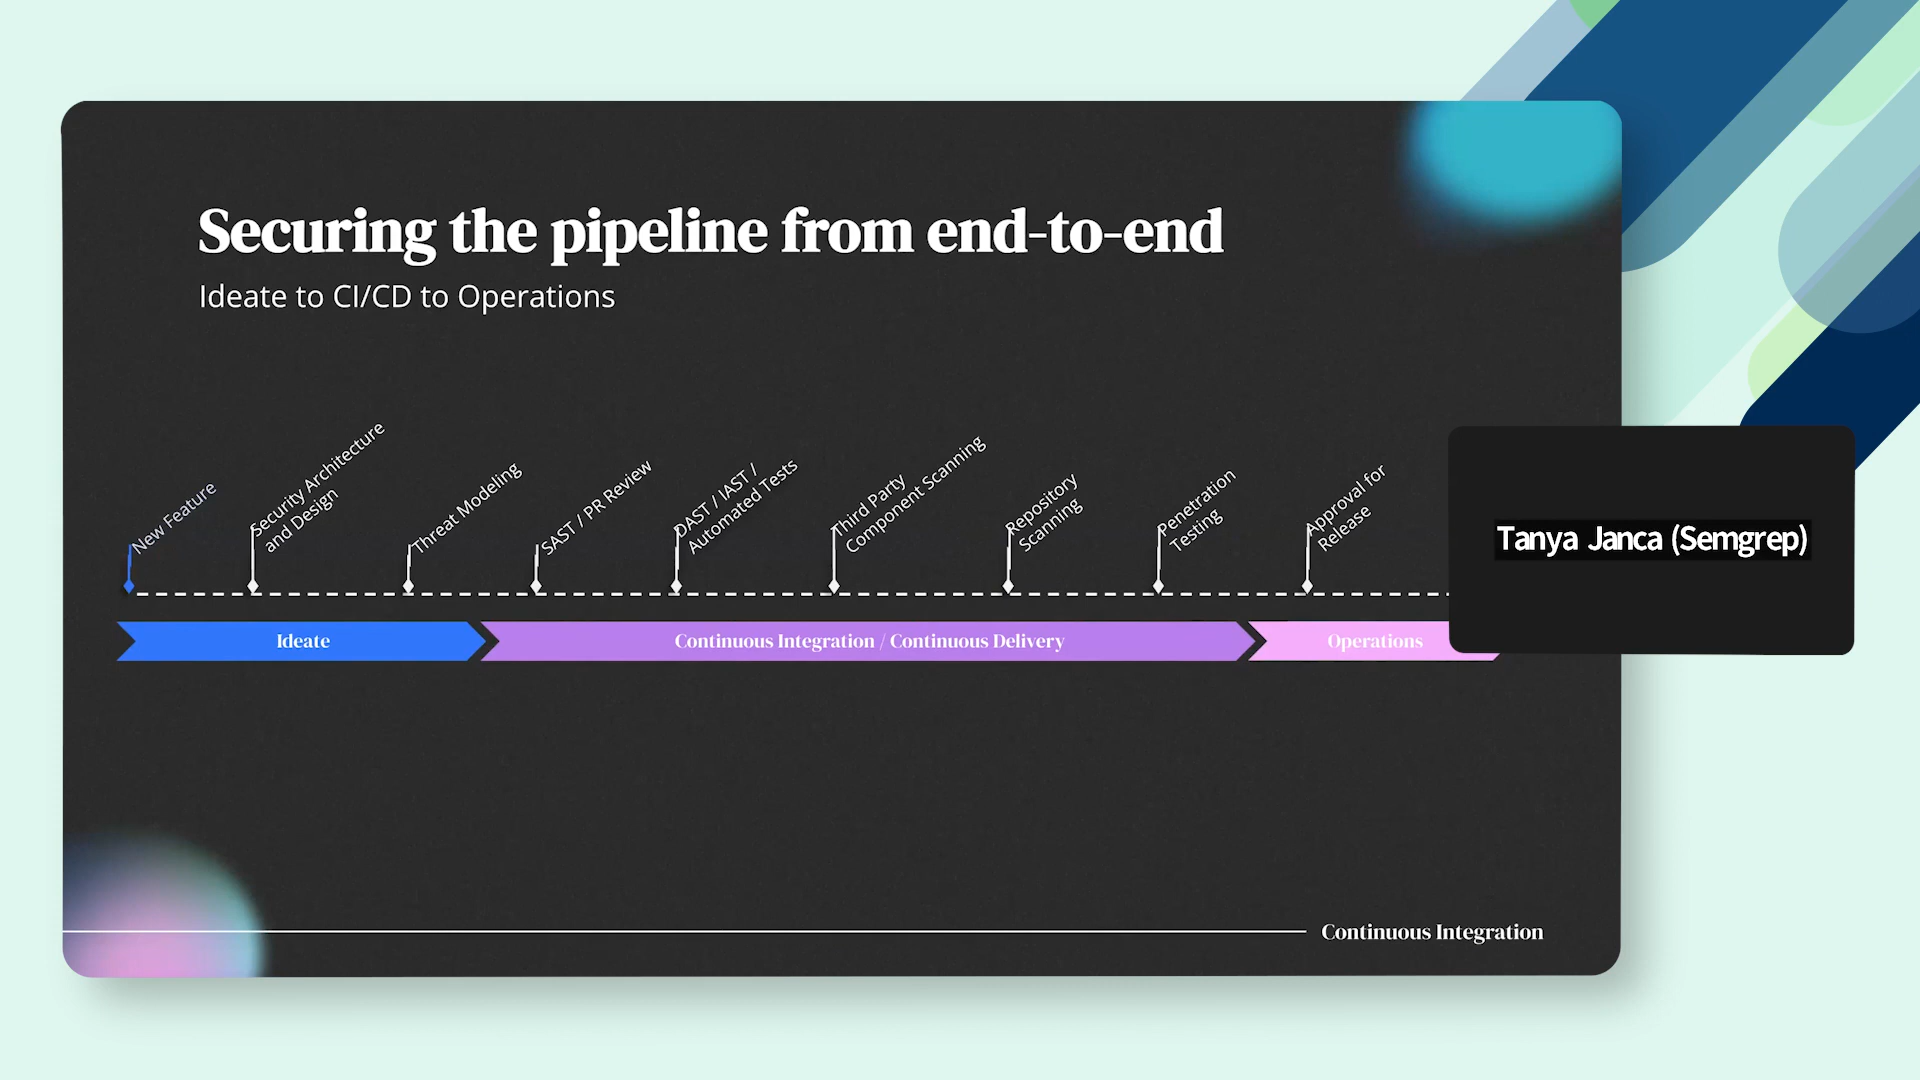 Securing the pipeline from end-to-end
Ideate to CI/CD to Operations
New Feature
Security Architecture
and Design
Threat Modeling
SAST / PR Review
DAST / IAST /
Automated Tests
Third Party
Component Scanning
Repository
Scanning
Penetration
Testing
Approval for
Release
Tanya Janca (Semgrep)
Ideate
Continuous Integration / Continuous Delivery
Operations
Continuous Integration